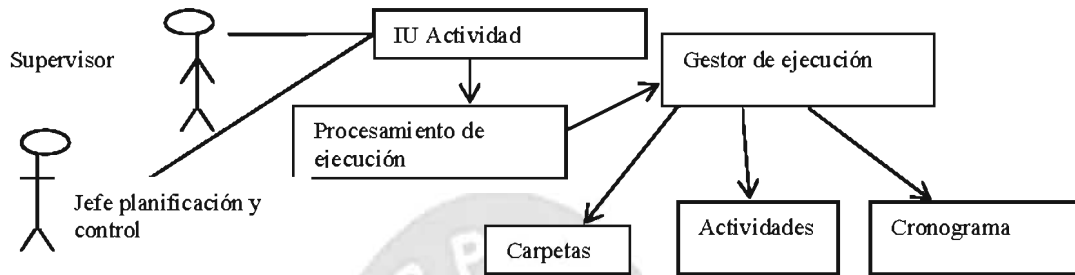 IU Actividad
Supervisor
Gestor de ejecución
Procesamiento de
ejecución
Jefe planificación y
control
Carpetas
Actividades
Cronograma